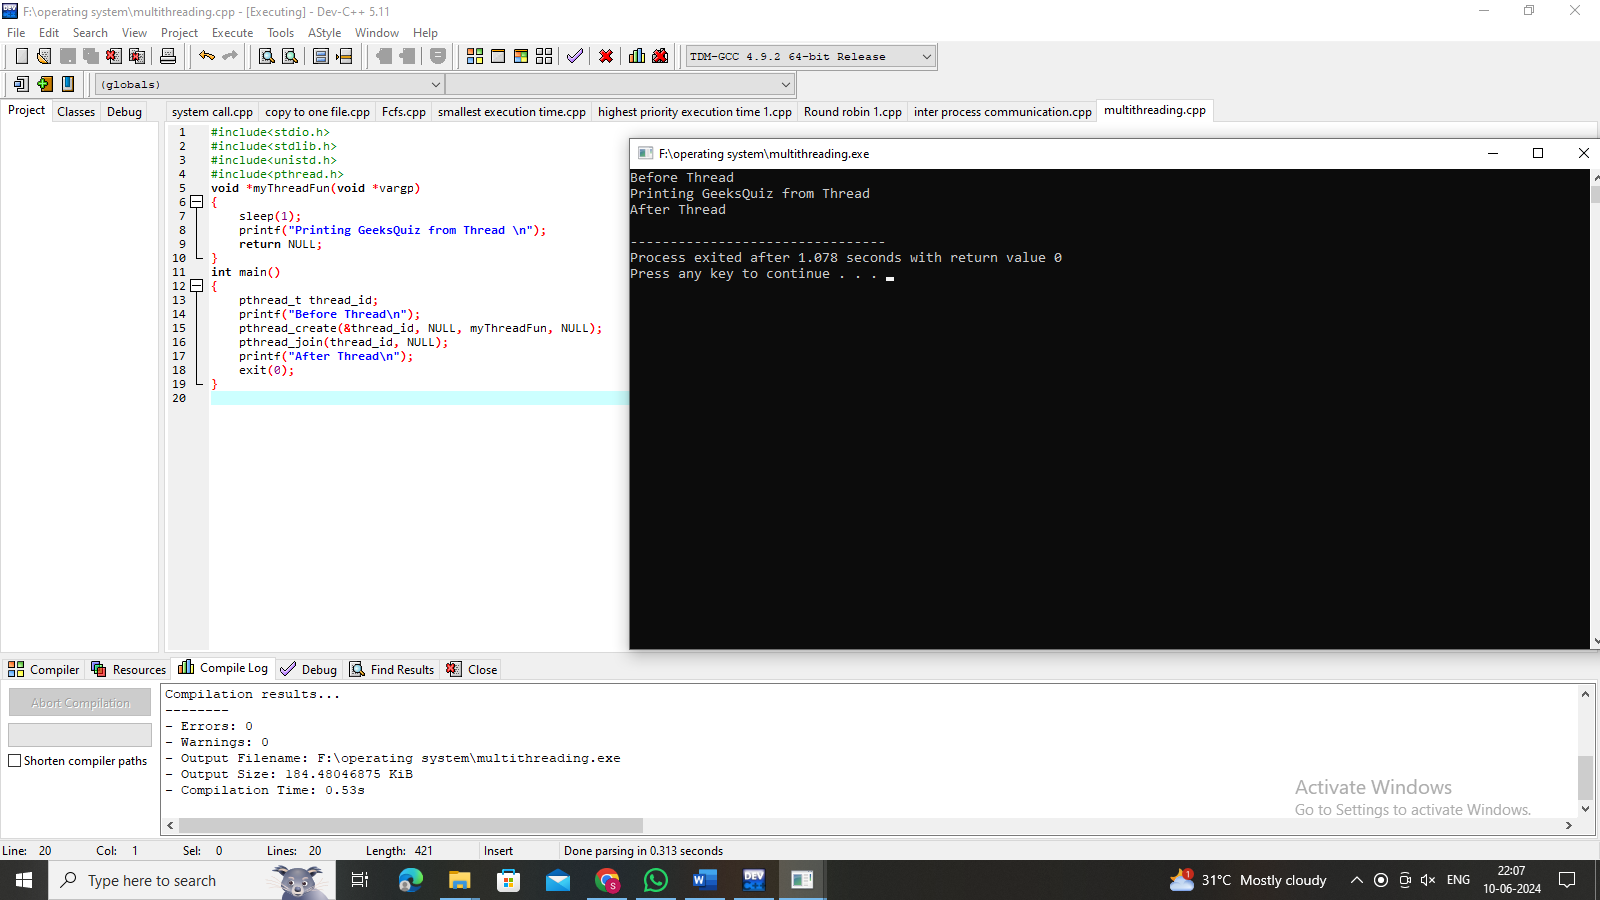 F:\operating system\multithreading.cpp - [Executing] - Dev-C++ 5.11
File Edit Search View Project Execute Tools AStyle Window Help
TDM-GCC 4.9.2 64-bit Release
(globals)
Project Classes Debug
system call.cpp copy to one file.cpp Fcfs.cpp smallest execution time.cpp highest priority execution time 1.cpp Round robin 1.cpp inter process communication.cpp multithreading.cpp
1 #include<stdio.h>
2 #include<stdlib.h>
3 #include<unistd.h>
4 #include<pthread.h>
5 void *myThreadFun(void *vargp)
6 {
7 sleep(1);
8 printf("Printing GeeksQuiz from Thread \n");
9 return NULL;
10 }
11 int main()
12 {
13 pthread_t thread_id;
14 printf("Before Thread\n");
15 pthread_create(&thread_id, NULL, myThreadFun, NULL);
16 pthread_join(thread_id, NULL);
17 printf("After Thread\n");
18 exit(0);
19 }
20
F:\operating system\multithreading.exe
Before Thread
Printing GeeksQuiz from Thread
After Thread
--------------------------------
Process exited after 1.078 seconds with return value 0
Press any key to continue . . .
Compiler Resources Compile Log Debug Find Results Close
Abort Compilation
Shorten compiler paths
Compilation results...
--------
- Errors: 0
- Warnings: 0
- Output Filename: F:\operating system\multithreading.exe
- Output Size: 184.48046875 KiB
- Compilation Time: 0.53s
Activate Windows
Go to Settings to activate Windows.
Line: 20 Col: 1 Sel: 0 Lines: 20 Length: 421 Insert Done parsing in 0.313 seconds
Type here to search
DEV
S
W
1
31°C Mostly cloudy
ENG
22:07
10-06-2024